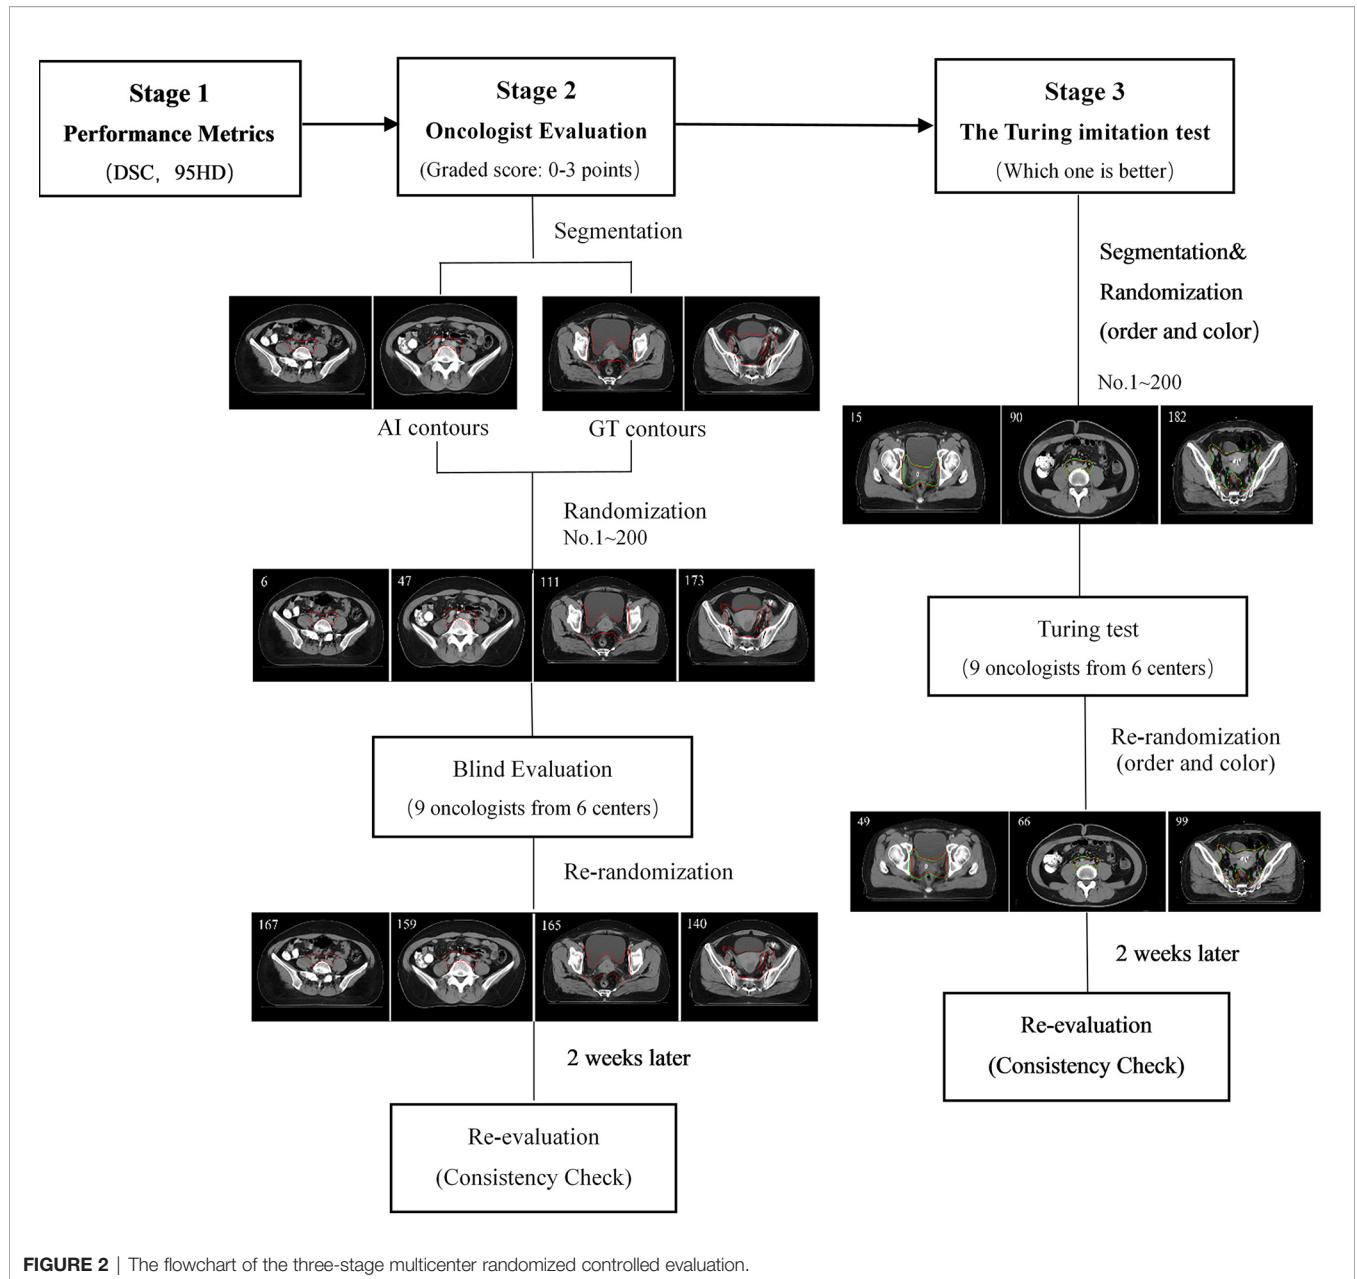 Stage 1
Performance Metrics
(DSC, 95HD)
Stage 2
Oncologist Evaluation
(Graded score: 0-3 points)
Stage 3
The Turing imitation test
(Which one is better)
Segmentation
AI contours
GT contours
Randomization
No.1~200
6
47
111
173
Blind Evaluation
(9 oncologists from 6 centers)
Re-randomization
167
159
165
140
2 weeks later
Re-evaluation
(Consistency Check)
Segmentation&
Randomization
(order and color)
No.1~200
15
90
182
Turing test
(9 oncologists from 6 centers)
Re-randomization
(order and color)
49
66
99
2 weeks later
Re-evaluation
(Consistency Check)
FIGURE 2 | The flowchart of the three-stage multicenter randomized controlled evaluation.